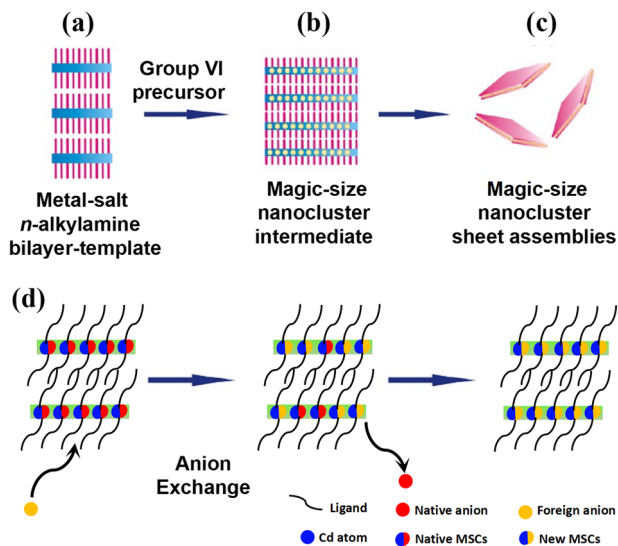 (a)
(b)
(c)
Group VI
precursor
Metal-salt
n-alkylamine
bilayer-template
Magic-size
nanocluster
intermediate
Magic-size
nanocluster
sheet assemblies
(d)
Anion
Exchange
Ligand
Native anion
Foreign anion
Cd atom
Native MSCs
New MSCs